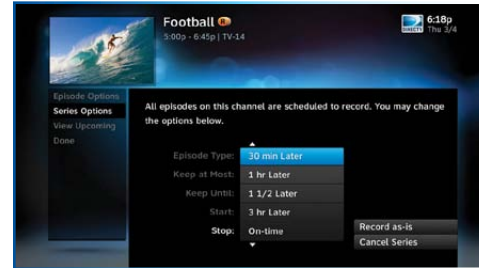 Football R
5:00p - 6:45p | TV-14
DIRECTV
6:18p
Thu 3/4
Episode Options
Series Options
View Upcoming
Done
All episodes on this channel are scheduled to record. You may change
the options below.
Episode Type: 30 min Later
Keep at Most: 1 hr Later
Keep Until: 1 1/2 Later
Start: 3 hr Later
Stop: On-time
Record as-is
Cancel Series